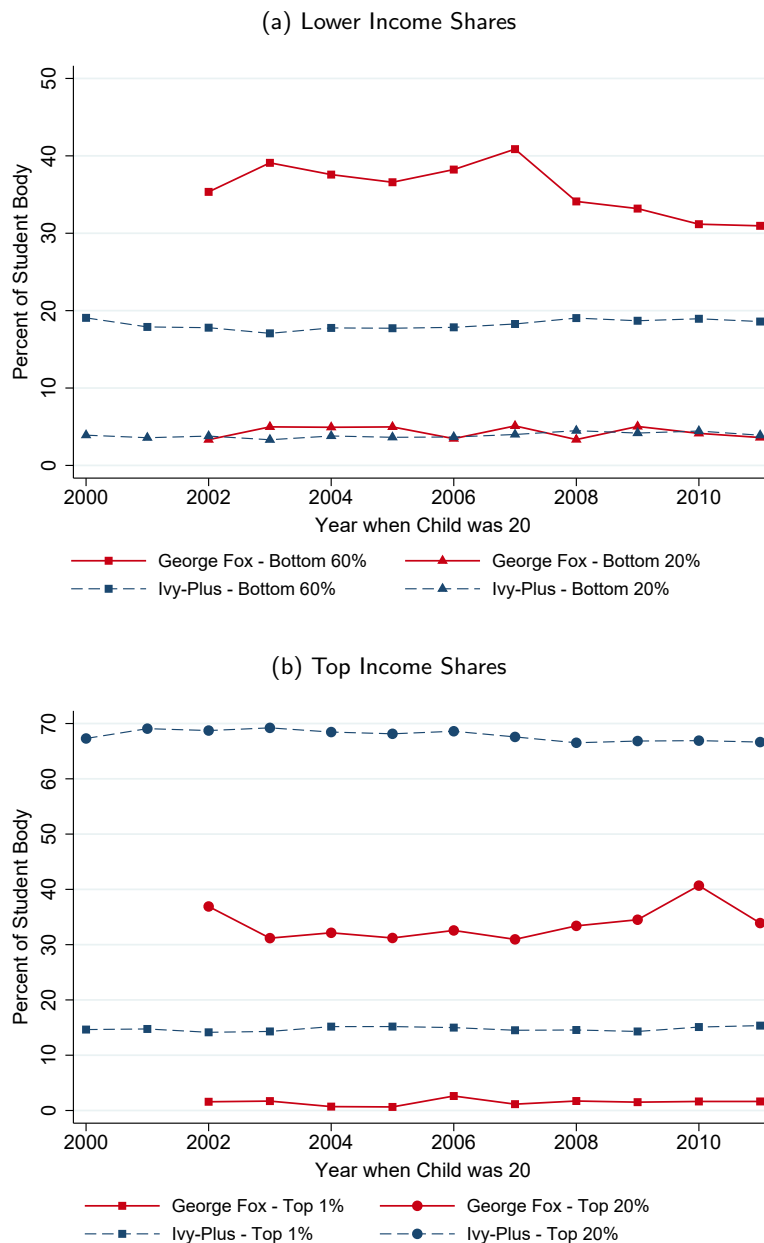 (a) Lower Income Shares
50
40
30
20
10
0
Percent of Student Body
2000 2002 2004 2006 2008 2010
Year when Child was 20
George Fox - Bottom 60% George Fox - Bottom 20%
Ivy-Plus - Bottom 60% Ivy-Plus - Bottom 20%
(b) Top Income Shares
70
60
50
40
30
20
10
0
Percent of Student Body
2000 2002 2004 2006 2008 2010
Year when Child was 20
George Fox - Top 1% George Fox - Top 20%
Ivy-Plus - Top 1% Ivy-Plus - Top 20%